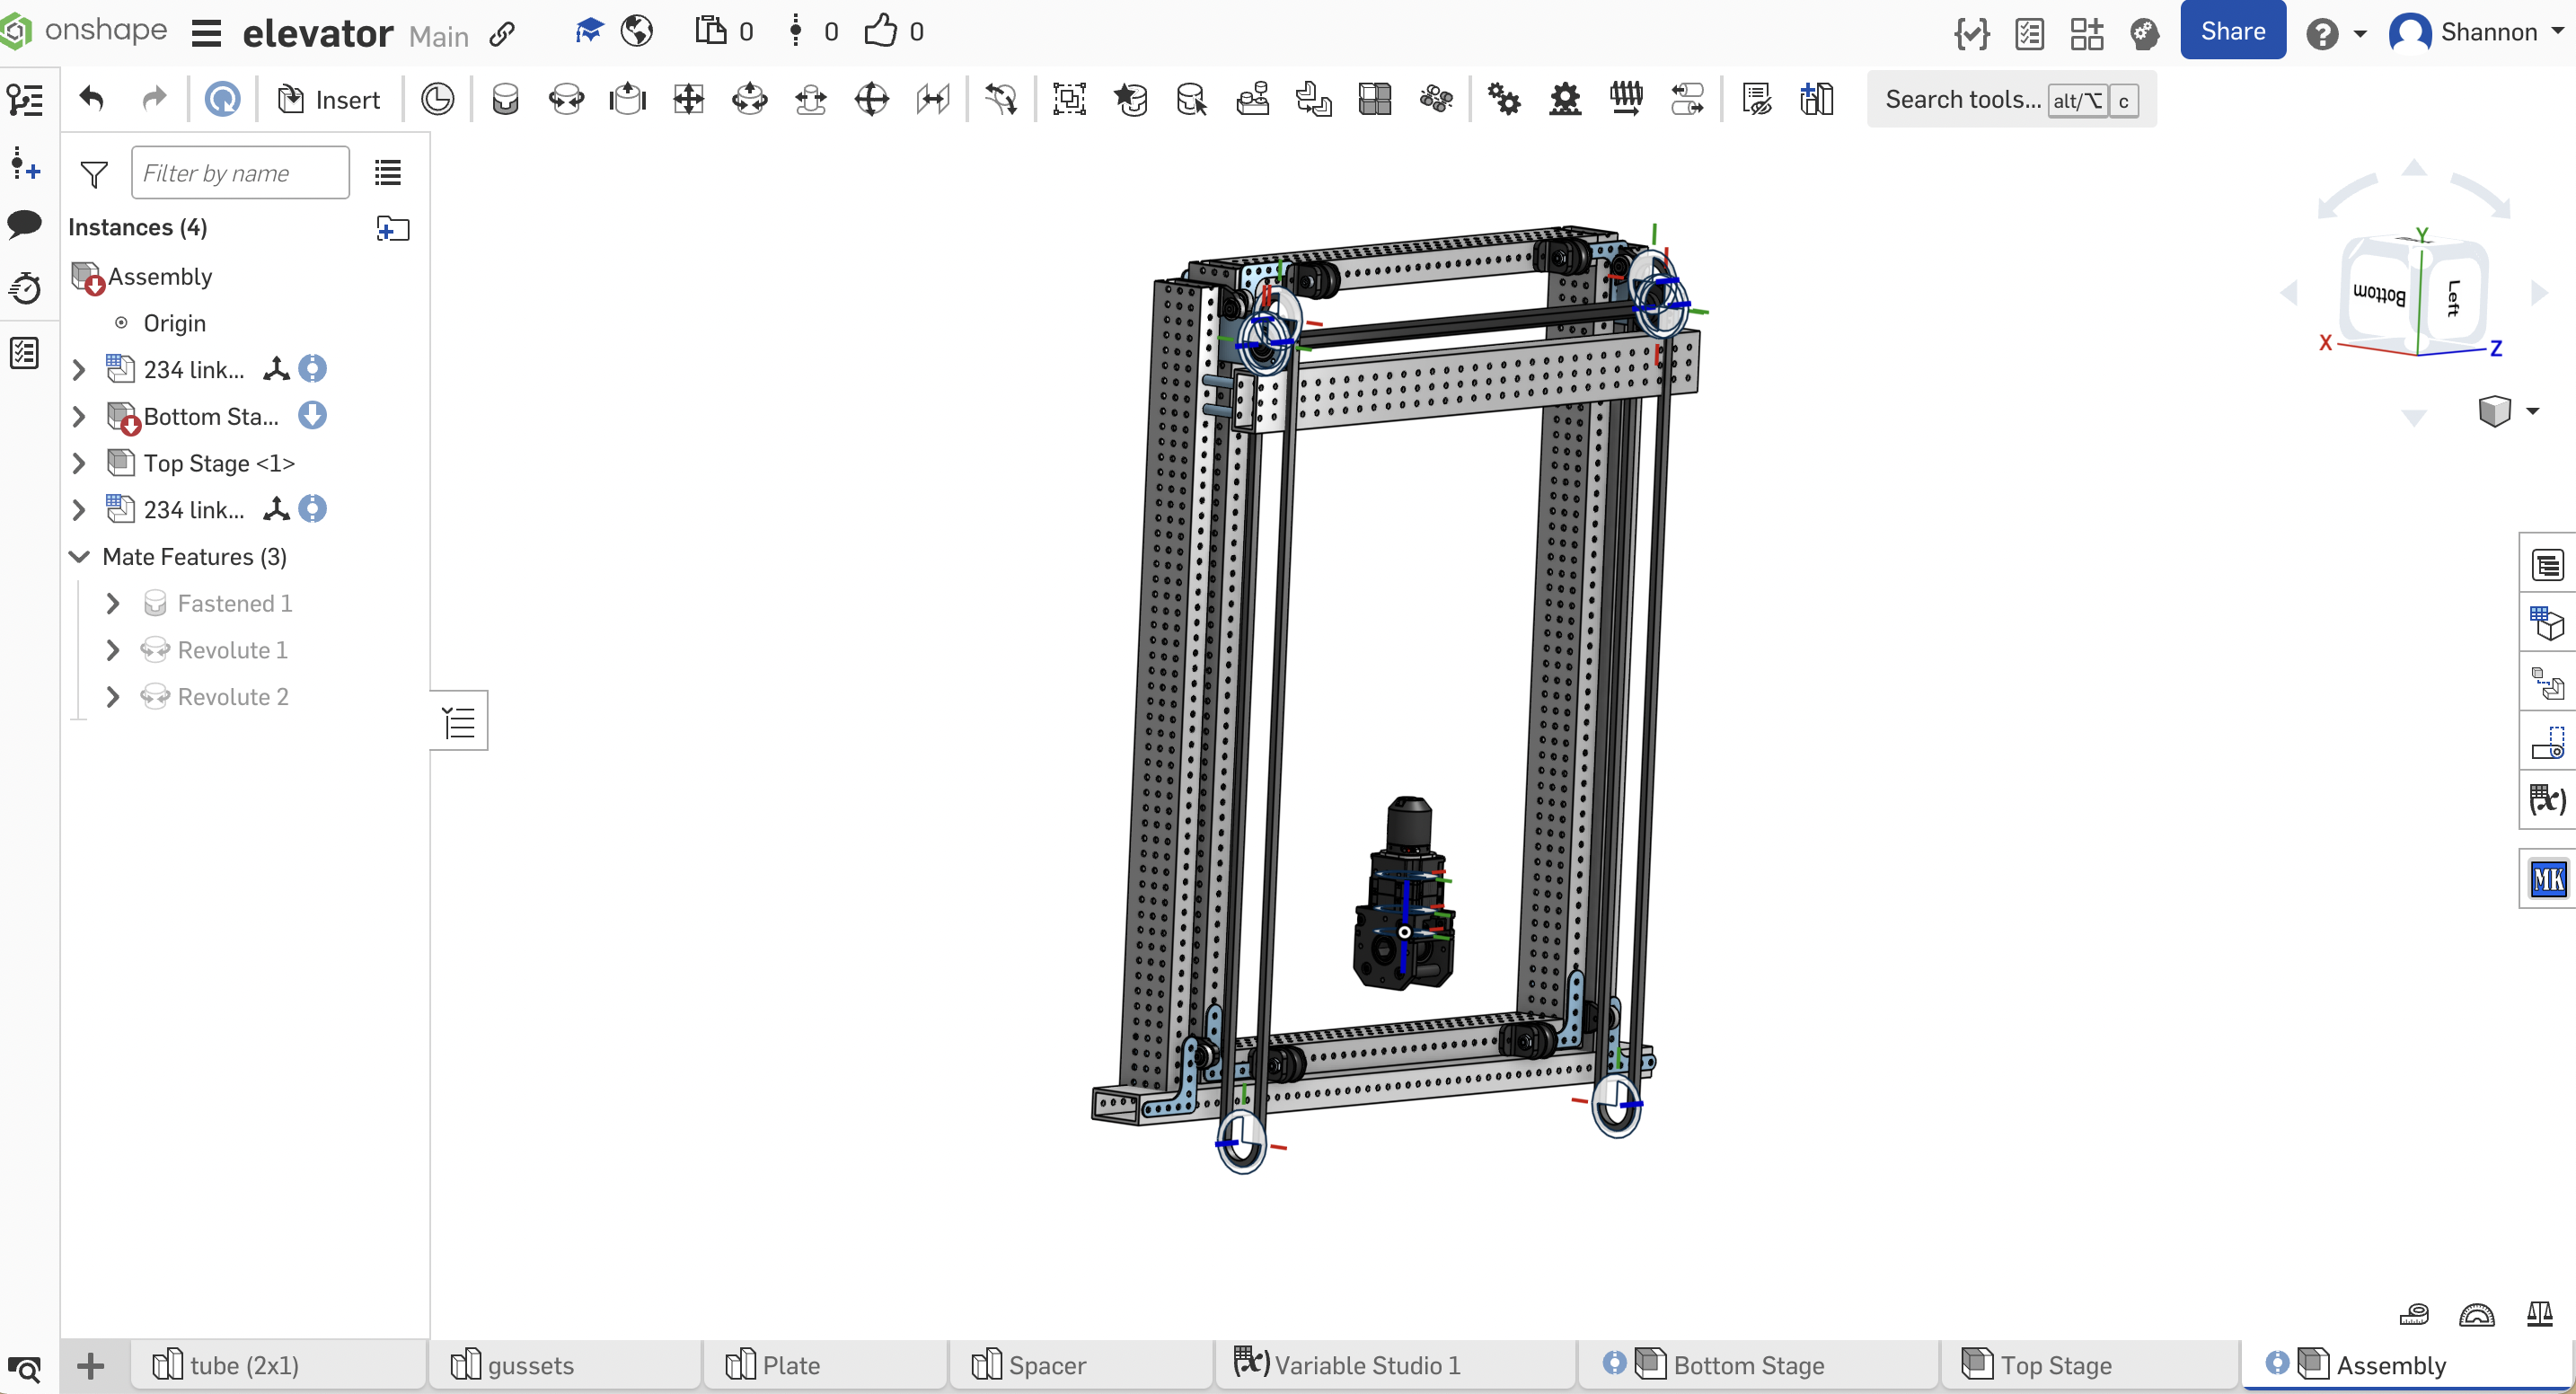 onshape elevator Main 0 0 0 Share Shannon
Insert Search tools... alt/⌥ c
Filter by name
Instances (4)
Assembly
Origin
234 link...
Bottom Sta...
Top Stage <1>
234 link...
Mate Features (3)
Fastened 1
Revolute 1
Revolute 2
Y
Bottom Left
X Z
(x)
MK
tube (2x1) gussets Plate Spacer (x) Variable Studio 1 Bottom Stage Top Stage Assembly